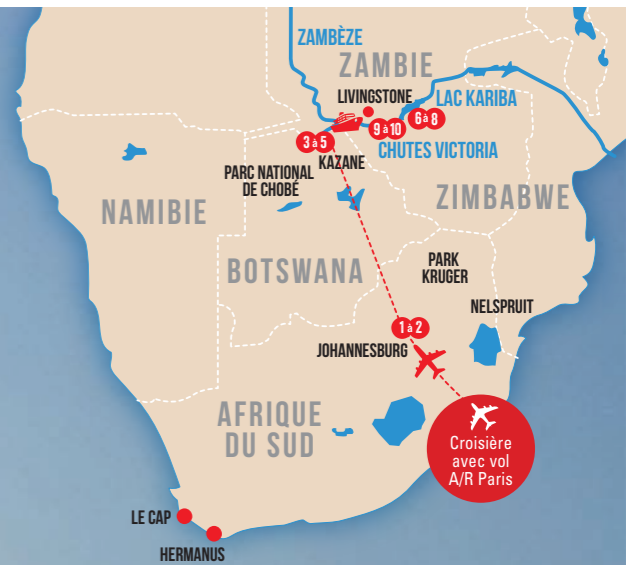 ZAMBÈZE
ZAMBIE
LIVINGSTONE
LAC KARIBA
6 à 8
9 à 10
3 à 5
CHUTES VICTORIA
KAZANE
PARC NATIONAL
DE CHOBÉ
ZIMBABWE
NAMIBIE
BOTSWANA
PARK
KRUGER
NELSPRUIT
1 à 2
JOHANNESBURG
AFRIQUE
DU SUD
Croisière
avec vol
A/R Paris
LE CAP
HERMANUS